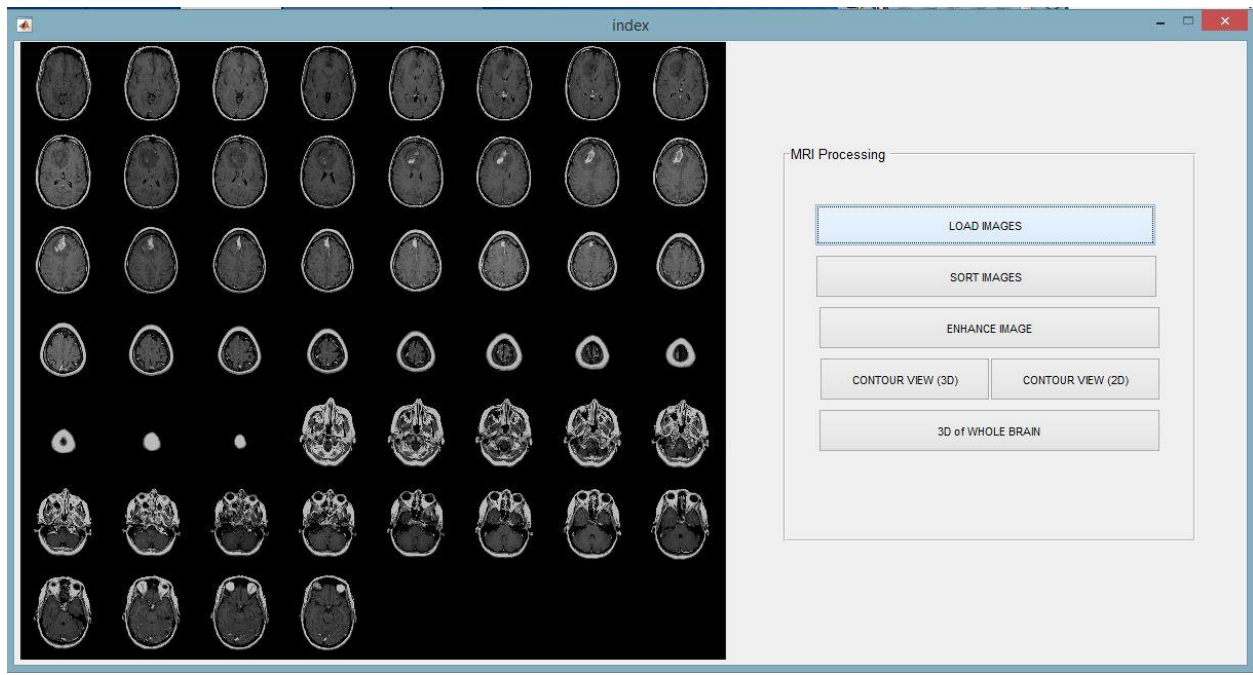 index
MRI Processing
LOAD IMAGES
SORT IMAGES
ENHANCE IMAGE
CONTOUR VIEW (3D) CONTOUR VIEW (2D)
3D of WHOLE BRAIN